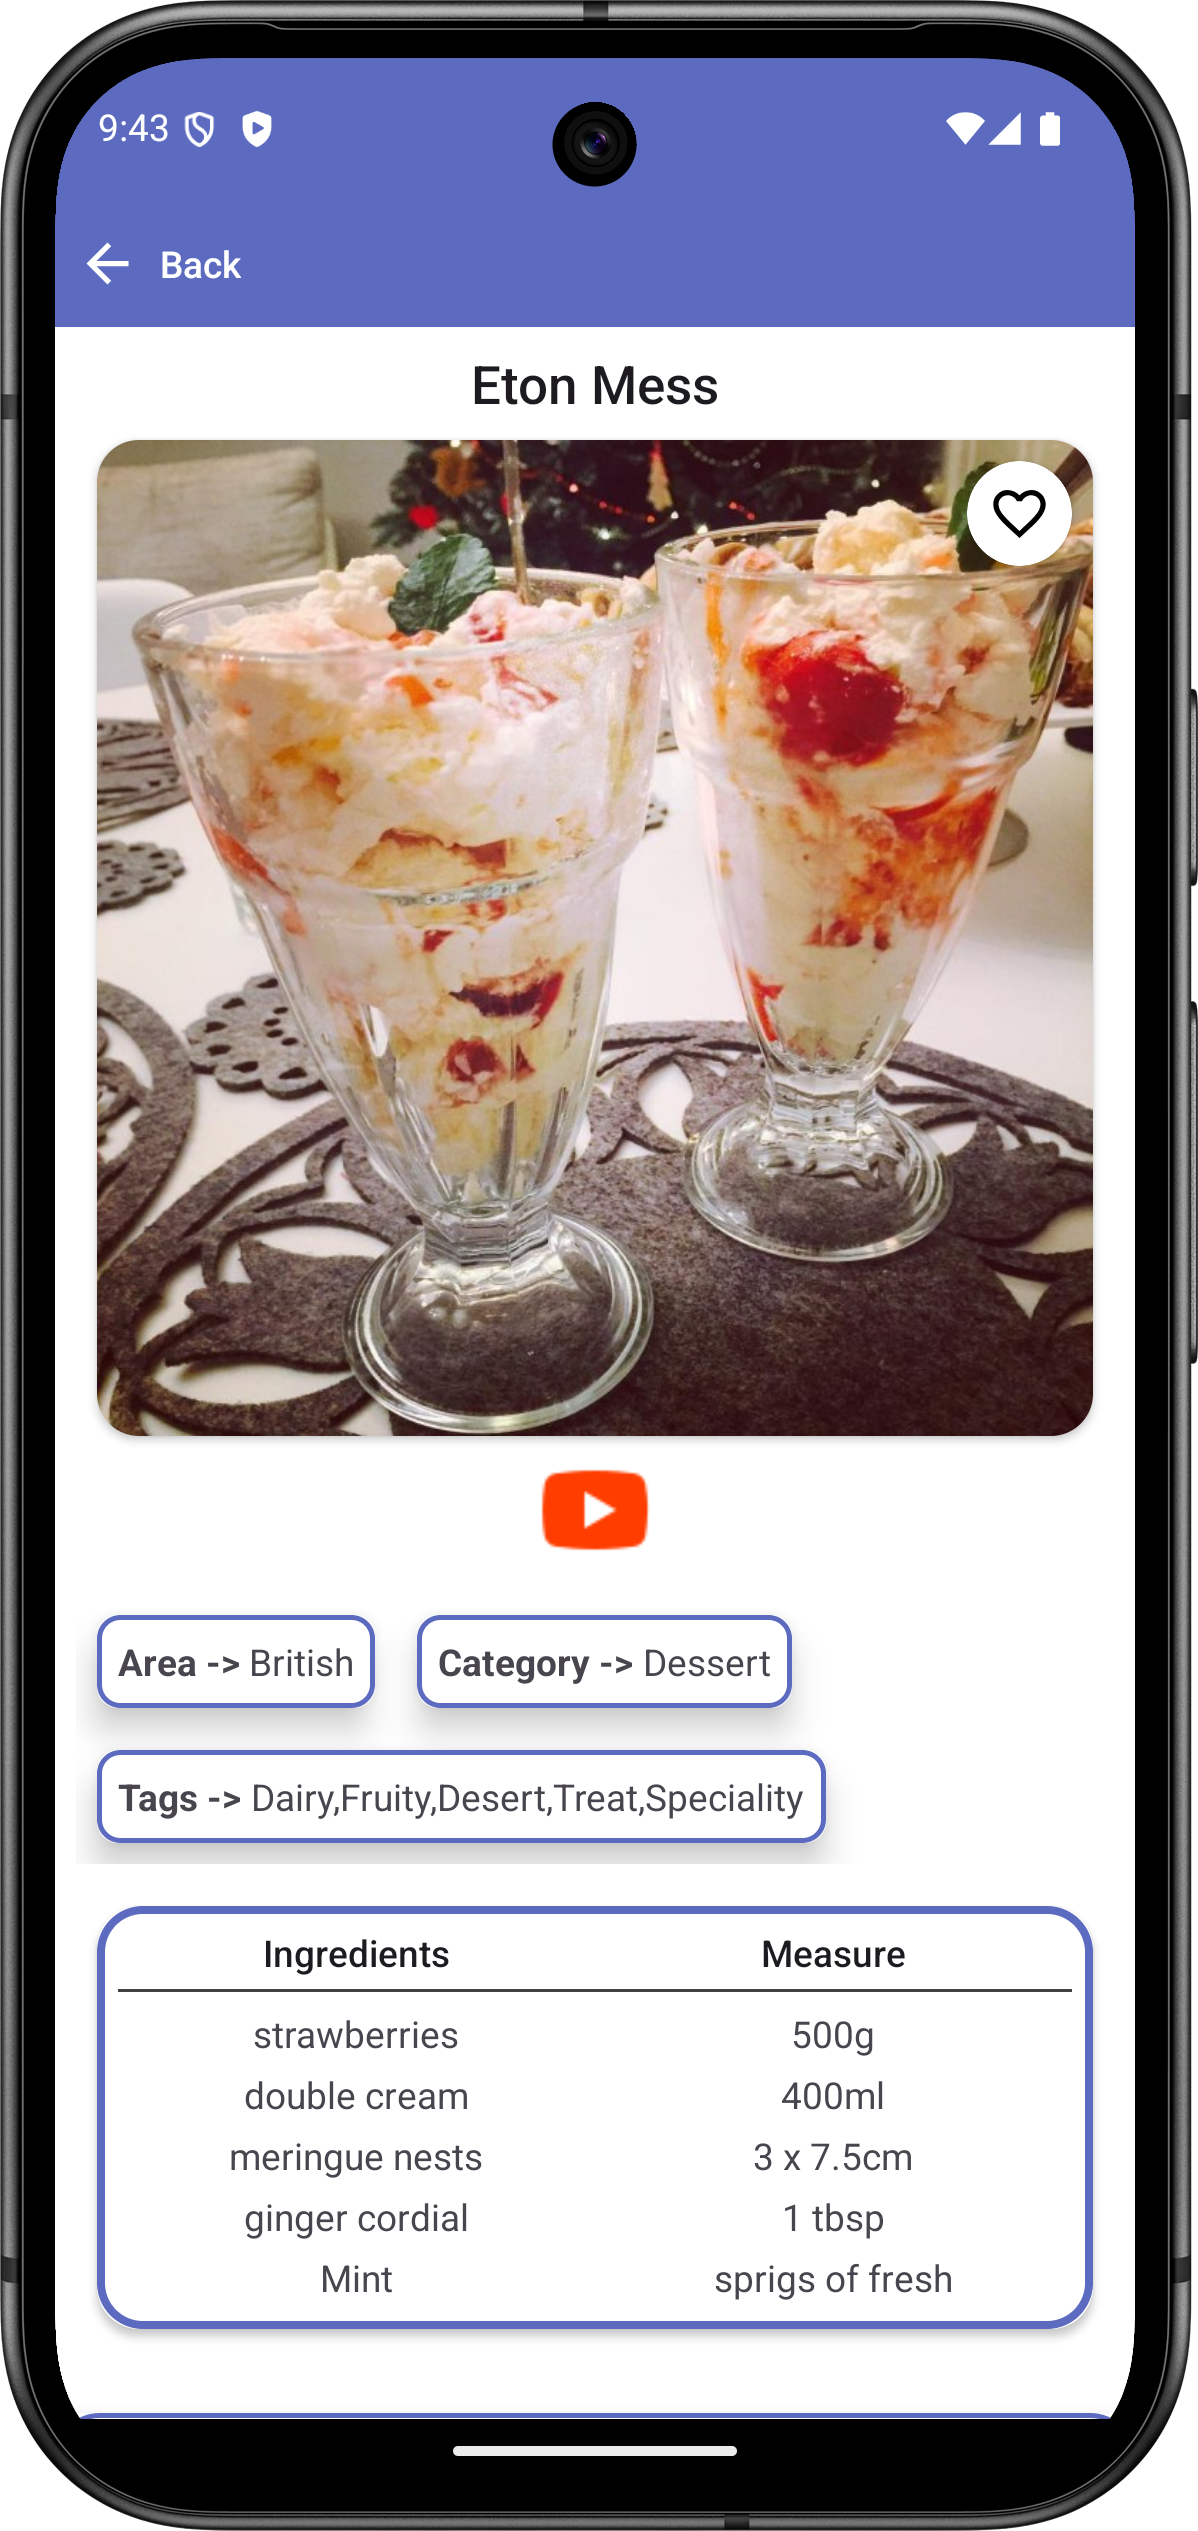 9:43
Back
Eton Mess
Area -> British
Category -> Dessert
Tags -> Dairy,Fruity,Desert,Treat,Speciality
Ingredients Measure
strawberries 500g
double cream 400ml
meringue nests 3 x 7.5cm
ginger cordial 1 tbsp
Mint sprigs of fresh